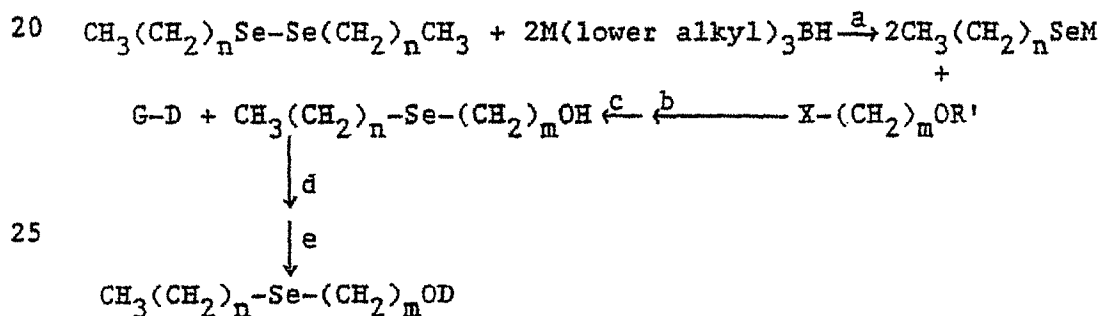 20 CH3(CH2)nSe-Se(CH2)nCH3 + 2M(lower alkyl)3BH a→ 2CH3(CH2)nSeM
+
G-D + CH3(CH2)n-Se-(CH2)mOH ←c ←b X-(CH2)mOR'
↓d
25 ↓e
CH3(CH2)n-Se-(CH2)mOD